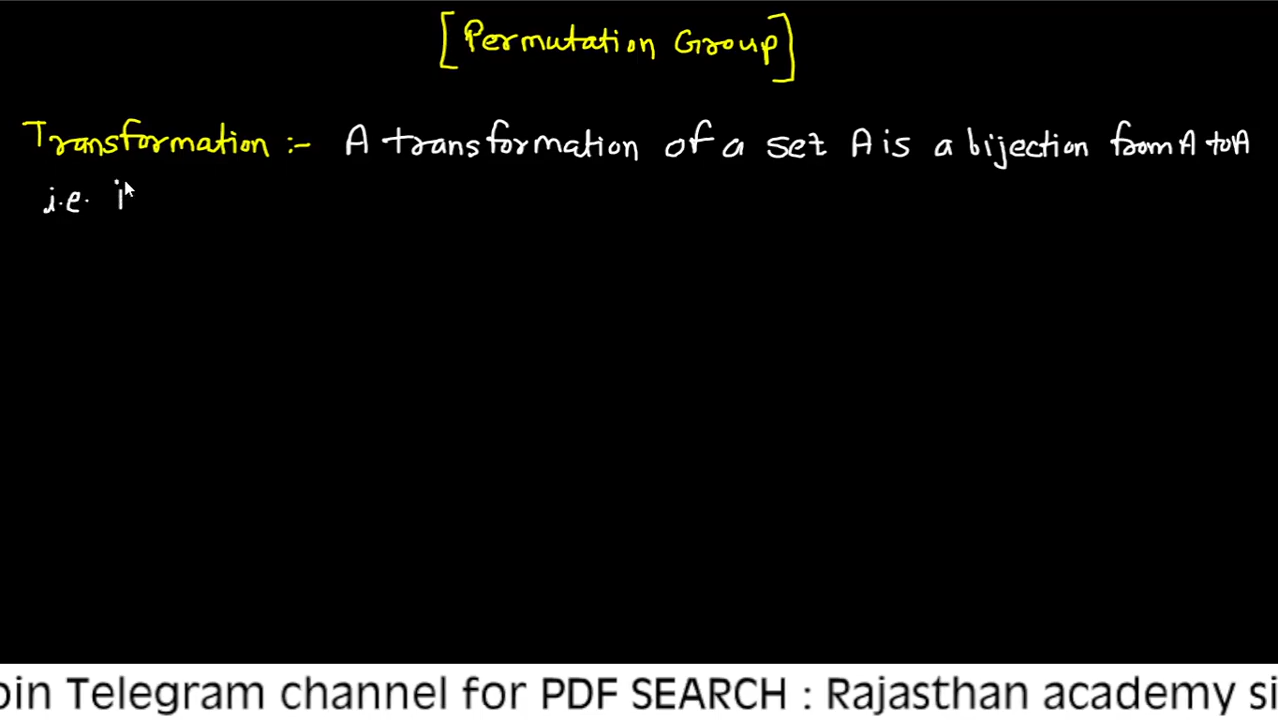 [Permutation Group]
Transformation :- A transformation of a set A is a bijection from A to A
i.e. i
oin Telegram channel for PDF SEARCH : Rajasthan academy si